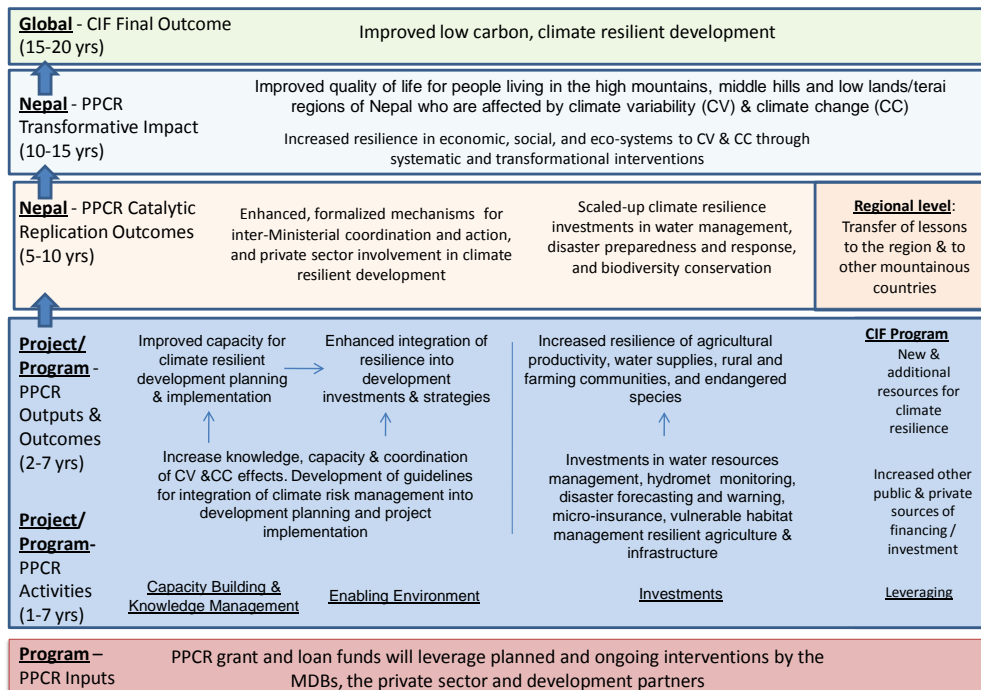 Global - CIF Final Outcome
(15-20 yrs)
Improved low carbon, climate resilient development
Nepal - PPCR
Transformative Impact
(10-15 yrs)
Improved quality of life for people living in the high mountains, middle hills and low lands/terai
regions of Nepal who are affected by climate variability (CV) & climate change (CC)
Increased resilience in economic, social, and eco-systems to CV & CC through
systematic and transformational interventions
Nepal - PPCR Catalytic
Replication Outcomes
(5-10 yrs)
Enhanced, formalized mechanisms for
inter-Ministerial coordination and action,
and private sector involvement in climate
resilient development
Scaled-up climate resilience
investments in water management,
disaster preparedness and response,
and biodiversity conservation
Regional level:
Transfer of lessons
to the region & to
other mountainous
countries
Project/
Program -
PPCR
Outputs &
Outcomes
(2-7 yrs)
Improved capacity for
climate resilient
development planning
& implementation
Enhanced integration of
resilience into
development
investments & strategies
Increased resilience of agricultural
productivity, water supplies, rural and
farming communities, and endangered
species
CIF Program
New &
additional
resources for
climate
resilience
Increase knowledge, capacity & coordination
of CV &CC effects. Development of guidelines
for integration of climate risk management into
development planning and project
implementation
Investments in water resources
management, hydromet monitoring,
disaster forecasting and warning,
micro-insurance, vulnerable habitat
management resilient agriculture &
infrastructure
Increased other
public & private
sources of
financing /
investment
Project/
Program-
PPCR
Activities
(1-7 yrs)
Capacity Building &
Knowledge Management
Enabling Environment
Investments
Leveraging
Program –
PPCR Inputs
PPCR grant and loan funds will leverage planned and ongoing interventions by the
MDBs, the private sector and development partners